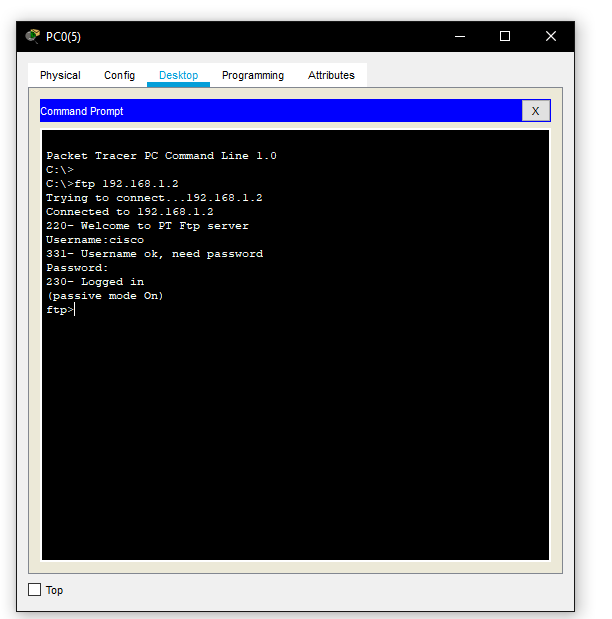 PC0(5)
Physical Config Desktop Programming Attributes
Command Prompt X
Packet Tracer PC Command Line 1.0
C:\>
C:\>ftp 192.168.1.2
Trying to connect...192.168.1.2
Connected to 192.168.1.2
220- Welcome to PT Ftp server
Username:cisco
331- Username ok, need password
Password:
230- Logged in
(passive mode On)
ftp>
Top